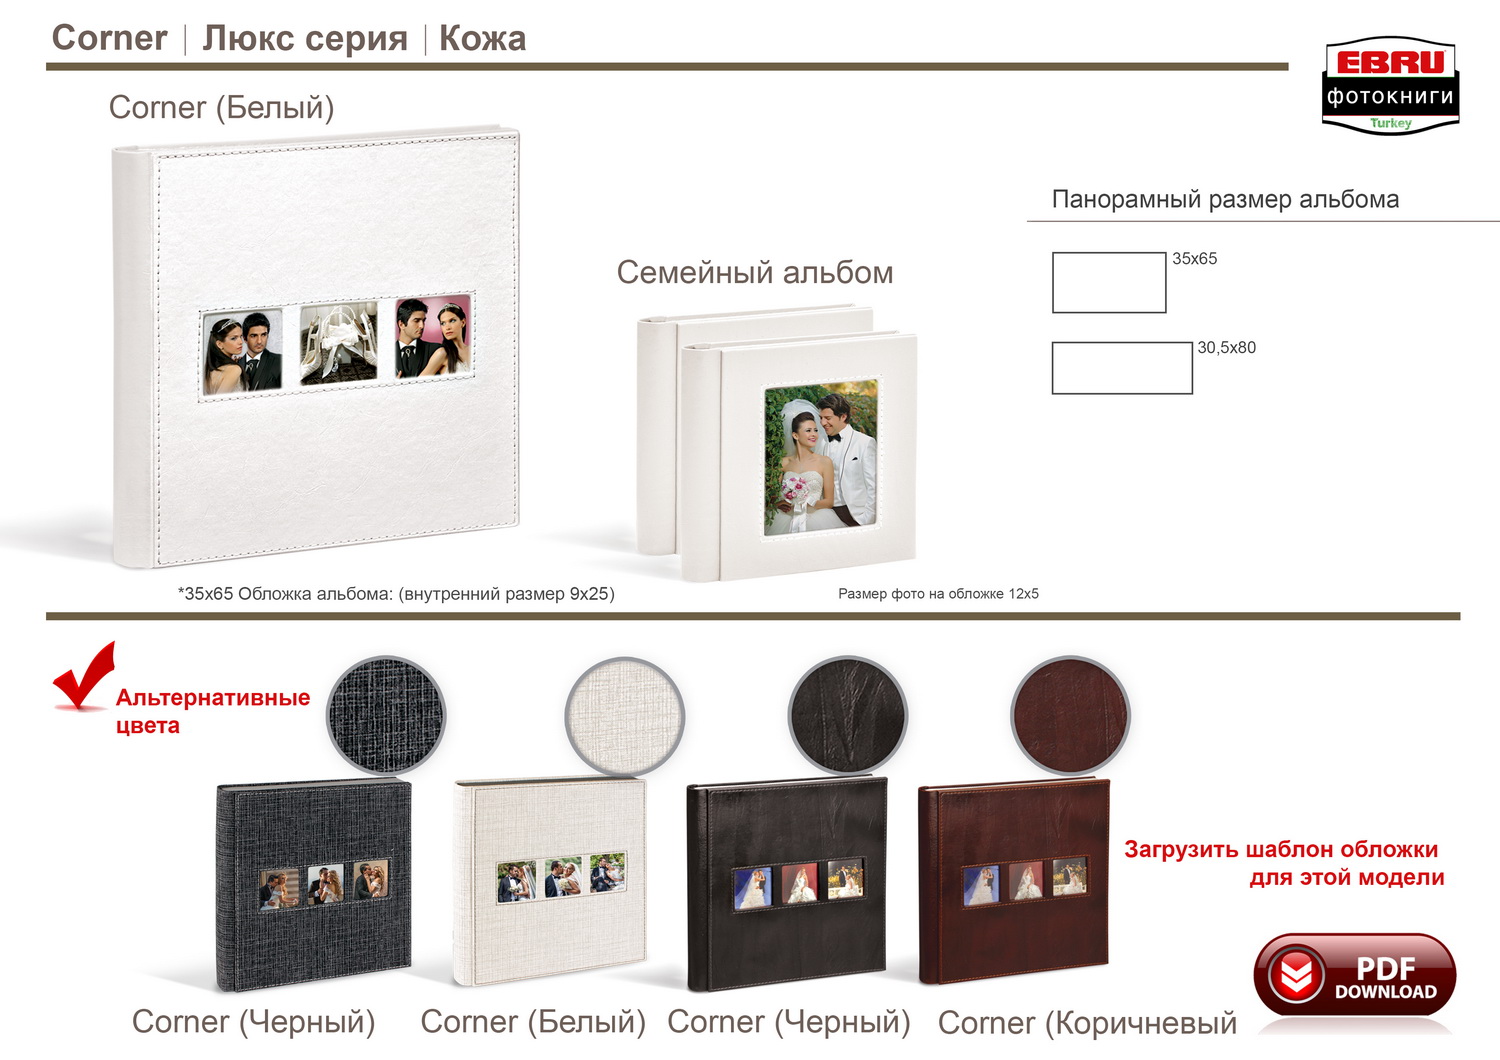 Corner | Люкс серия | Кожа
EBRU
фотокниги
Turkey
Corner (Белый)
Панорамный размер альбома
35x65
30,5x80
Семейный альбом
*35x65 Обложка альбома: (внутренний размер 9x25)
Размер фото на обложке 12x5
Альтернативные
цвета
Загрузить шаблон обложки
для этой модели
PDF
DOWNLOAD
Corner (Черный)
Corner (Белый)
Corner (Черный)
Corner (Коричневый